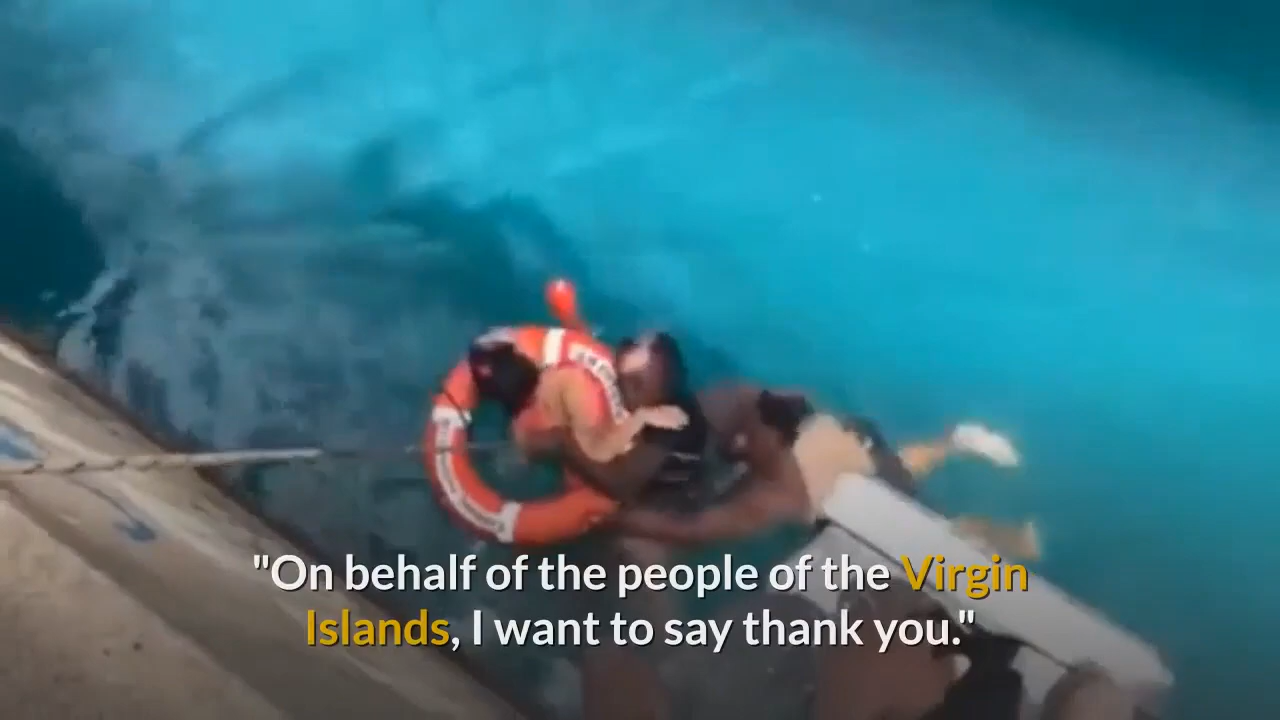 "On behalf of the people of the Virgin
Islands, I want to say thank you."